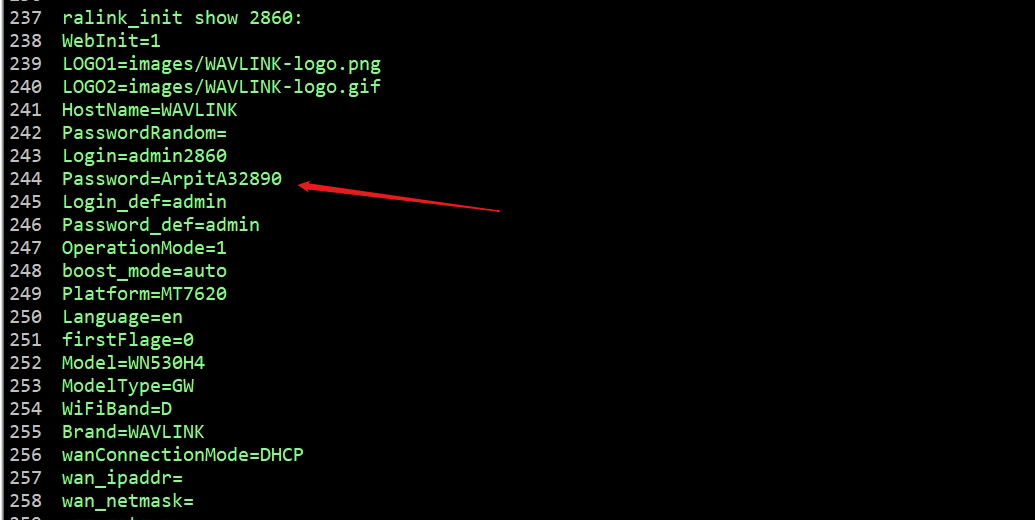 237 ralink_init show 2860:
238 WebInit=1
239 LOGO1=images/WAVLINK-logo.png
240 LOGO2=images/WAVLINK-logo.gif
241 HostName=WAVLINK
242 PasswordRandom=
243 Login=admin2860
244 Password=ArpitA32890
245 Login_def=admin
246 Password_def=admin
247 OperationMode=1
248 boost_mode=auto
249 Platform=MT7620
250 Language=en
251 firstFlage=0
252 Model=WN530H4
253 ModelType=GW
254 WiFiBand=D
255 Brand=WAVLINK
256 wanConnectionMode=DHCP
257 wan_ipaddr=
258 wan_netmask=